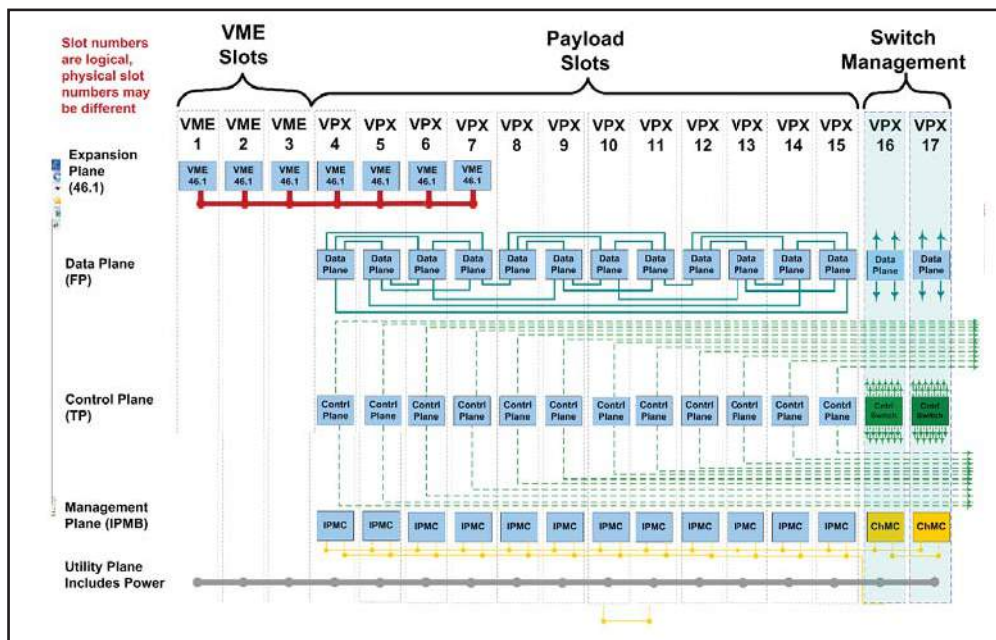 Slot numbers
are logical,
physical slot
numbers may
be different
VME
Slots
Payload
Slots
Switch
Management
VME VME VME VPX VPX VPX VPX VPX VPX VPX VPX VPX VPX VPX VPX VPX VPX
1 2 3 4 5 6 7 8 9 10 11 12 13 14 15 16 17
Expansion
Plane
(46.1)
VME VME VME VME VME VME VME
46.1 46.1 46.1 46.1 46.1 46.1 46.1
Data Plane
(FP)
Data Data Data Data Data Data Data Data Data Data Data Data Data Data
Plane Plane Plane Plane Plane Plane Plane Plane Plane Plane Plane Plane Plane Plane
Control Plane
(TP)
Contrl Contrl Contrl Contrl Contrl Contrl Contrl Contrl Contrl Contrl Contrl Contrl Cntrl Cntrl
Plane Plane Plane Plane Plane Plane Plane Plane Plane Plane Plane Plane Switch Switch
Management
Plane (IPMB)
IPMC IPMC IPMC IPMC IPMC IPMC IPMC IPMC IPMC IPMC IPMC IPMC ChMC ChMC
Utility Plane
Includes Power